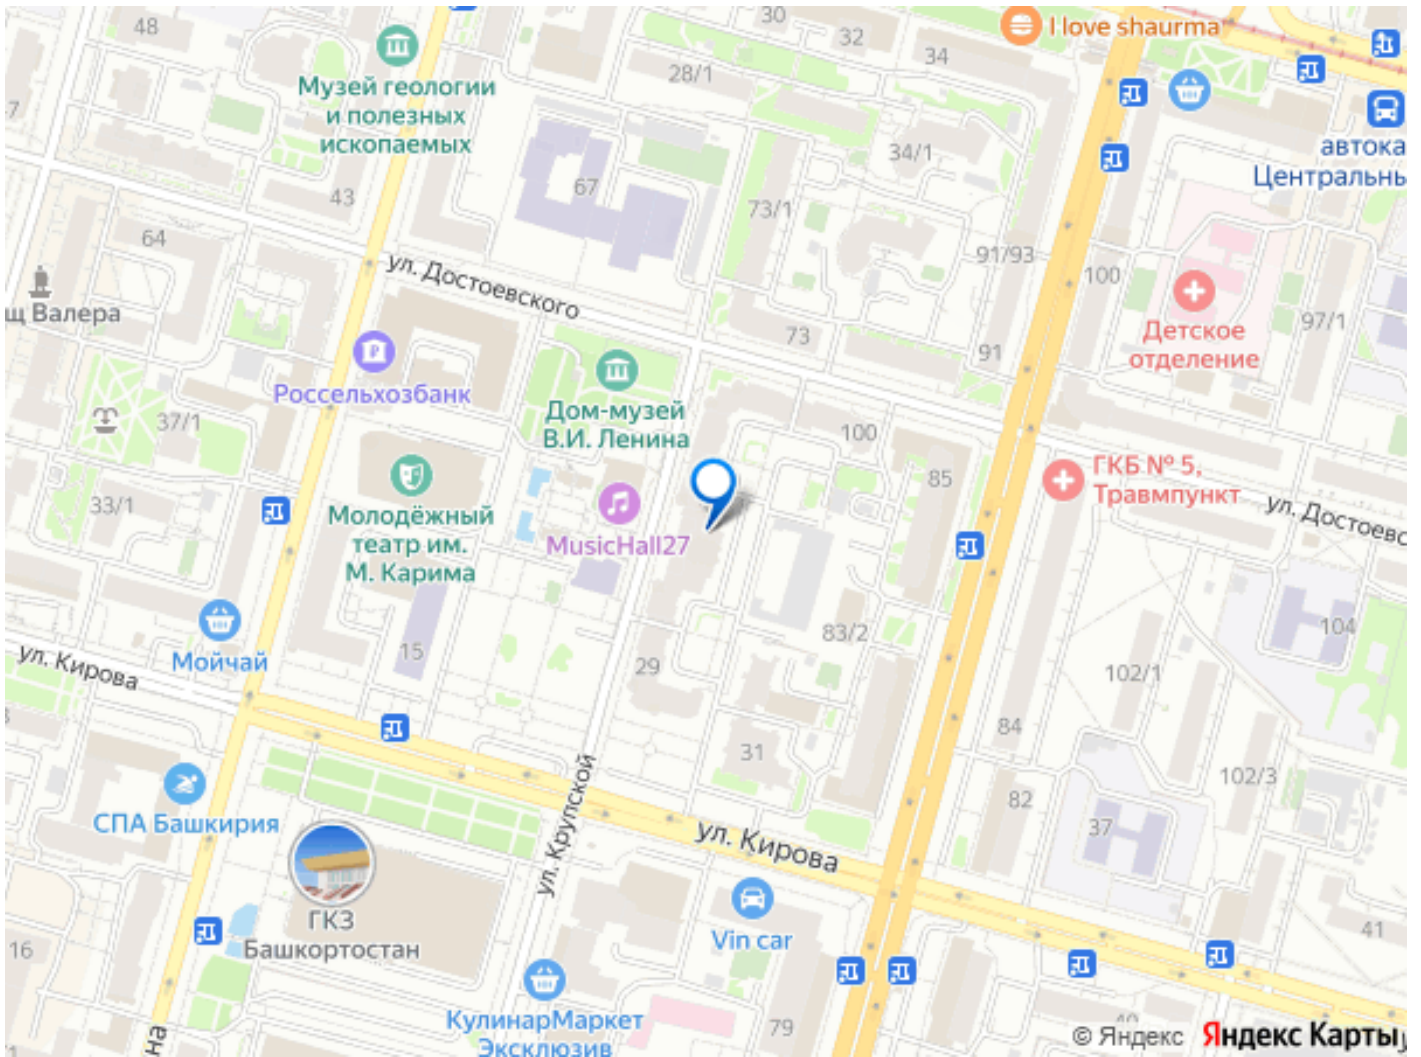 48
30
32
34
I love shaurma
28/1
Музей геологии
и полезных
ископаемых
34/1
автока
Центральнь
43
67
73/1
64
91/93
100
ул. Достоевского
щ Валера
73
91
97/1
Детское
отделение
Россельхозбанк
Дом-музей
В.И. Ленина
37/1
100
85
ГКБ № 5,
Травмпункт
33/1
ул. Достоевс
Молодёжный
театр им.
М. Карима
MusicHall27
83/2
104
Мойчай
15
29
102/1
ул. Кирова
84
31
102/3
82
37
СПА Башкирия
ул. Крупской
ул. Кирова
ГКЗ
Башкортостан
16
Vin car
41
КулинарМаркет
Эксклюзив
79
на
© Яндекс Яндекс Карты